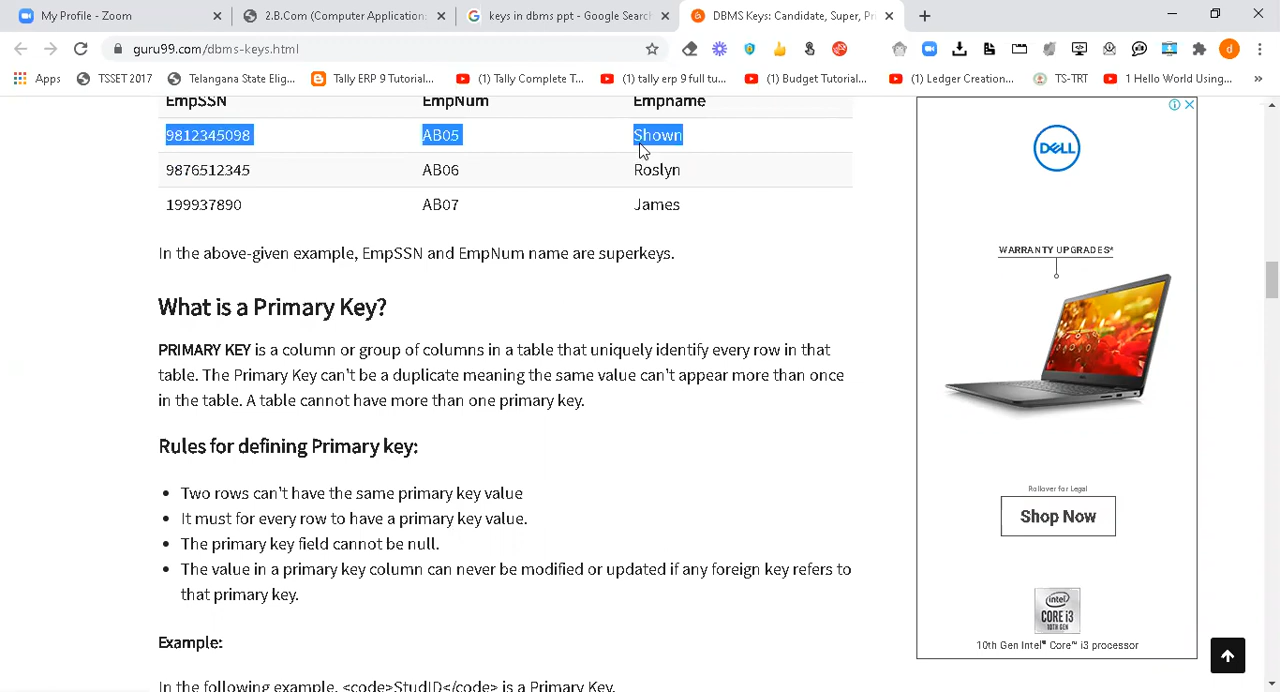 My Profile - Zoom
2.B.Com (Computer Application:
keys in dbms ppt - Google Search
DBMS Keys: Candidate, Super, Pri
guru99.com/dbms-keys.html
d
Apps
TSSET 2017
Telangana State Elig...
Tally ERP 9 Tutorial...
(1) Tally Complete T...
(1) tally erp 9 full tu...
(1) Budget Tutorial...
(1) Ledger Creation...
TS-TRT
1 Hello World Using...
EmpSSN EmpNum Empname
9812345098 AB05 Shown
9876512345 AB06 Roslyn
199937890 AB07 James
In the above-given example, EmpSSN and EmpNum name are superkeys.
What is a Primary Key?
PRIMARY KEY is a column or group of columns in a table that uniquely identify every row in that
table. The Primary Key can't be a duplicate meaning the same value can't appear more than once
in the table. A table cannot have more than one primary key.
Rules for defining Primary key:
Two rows can't have the same primary key value
It must for every row to have a primary key value.
The primary key field cannot be null.
The value in a primary key column can never be modified or updated if any foreign key refers to
that primary key.
Example:
In the following example, <code>StudID</code> is a Primary Key.
DELL
WARRANTY UPGRADES*
Rollover for Legal
Shop Now
intel
CORE i3
10TH GEN
10th Gen Intel® Core™ i3 processor